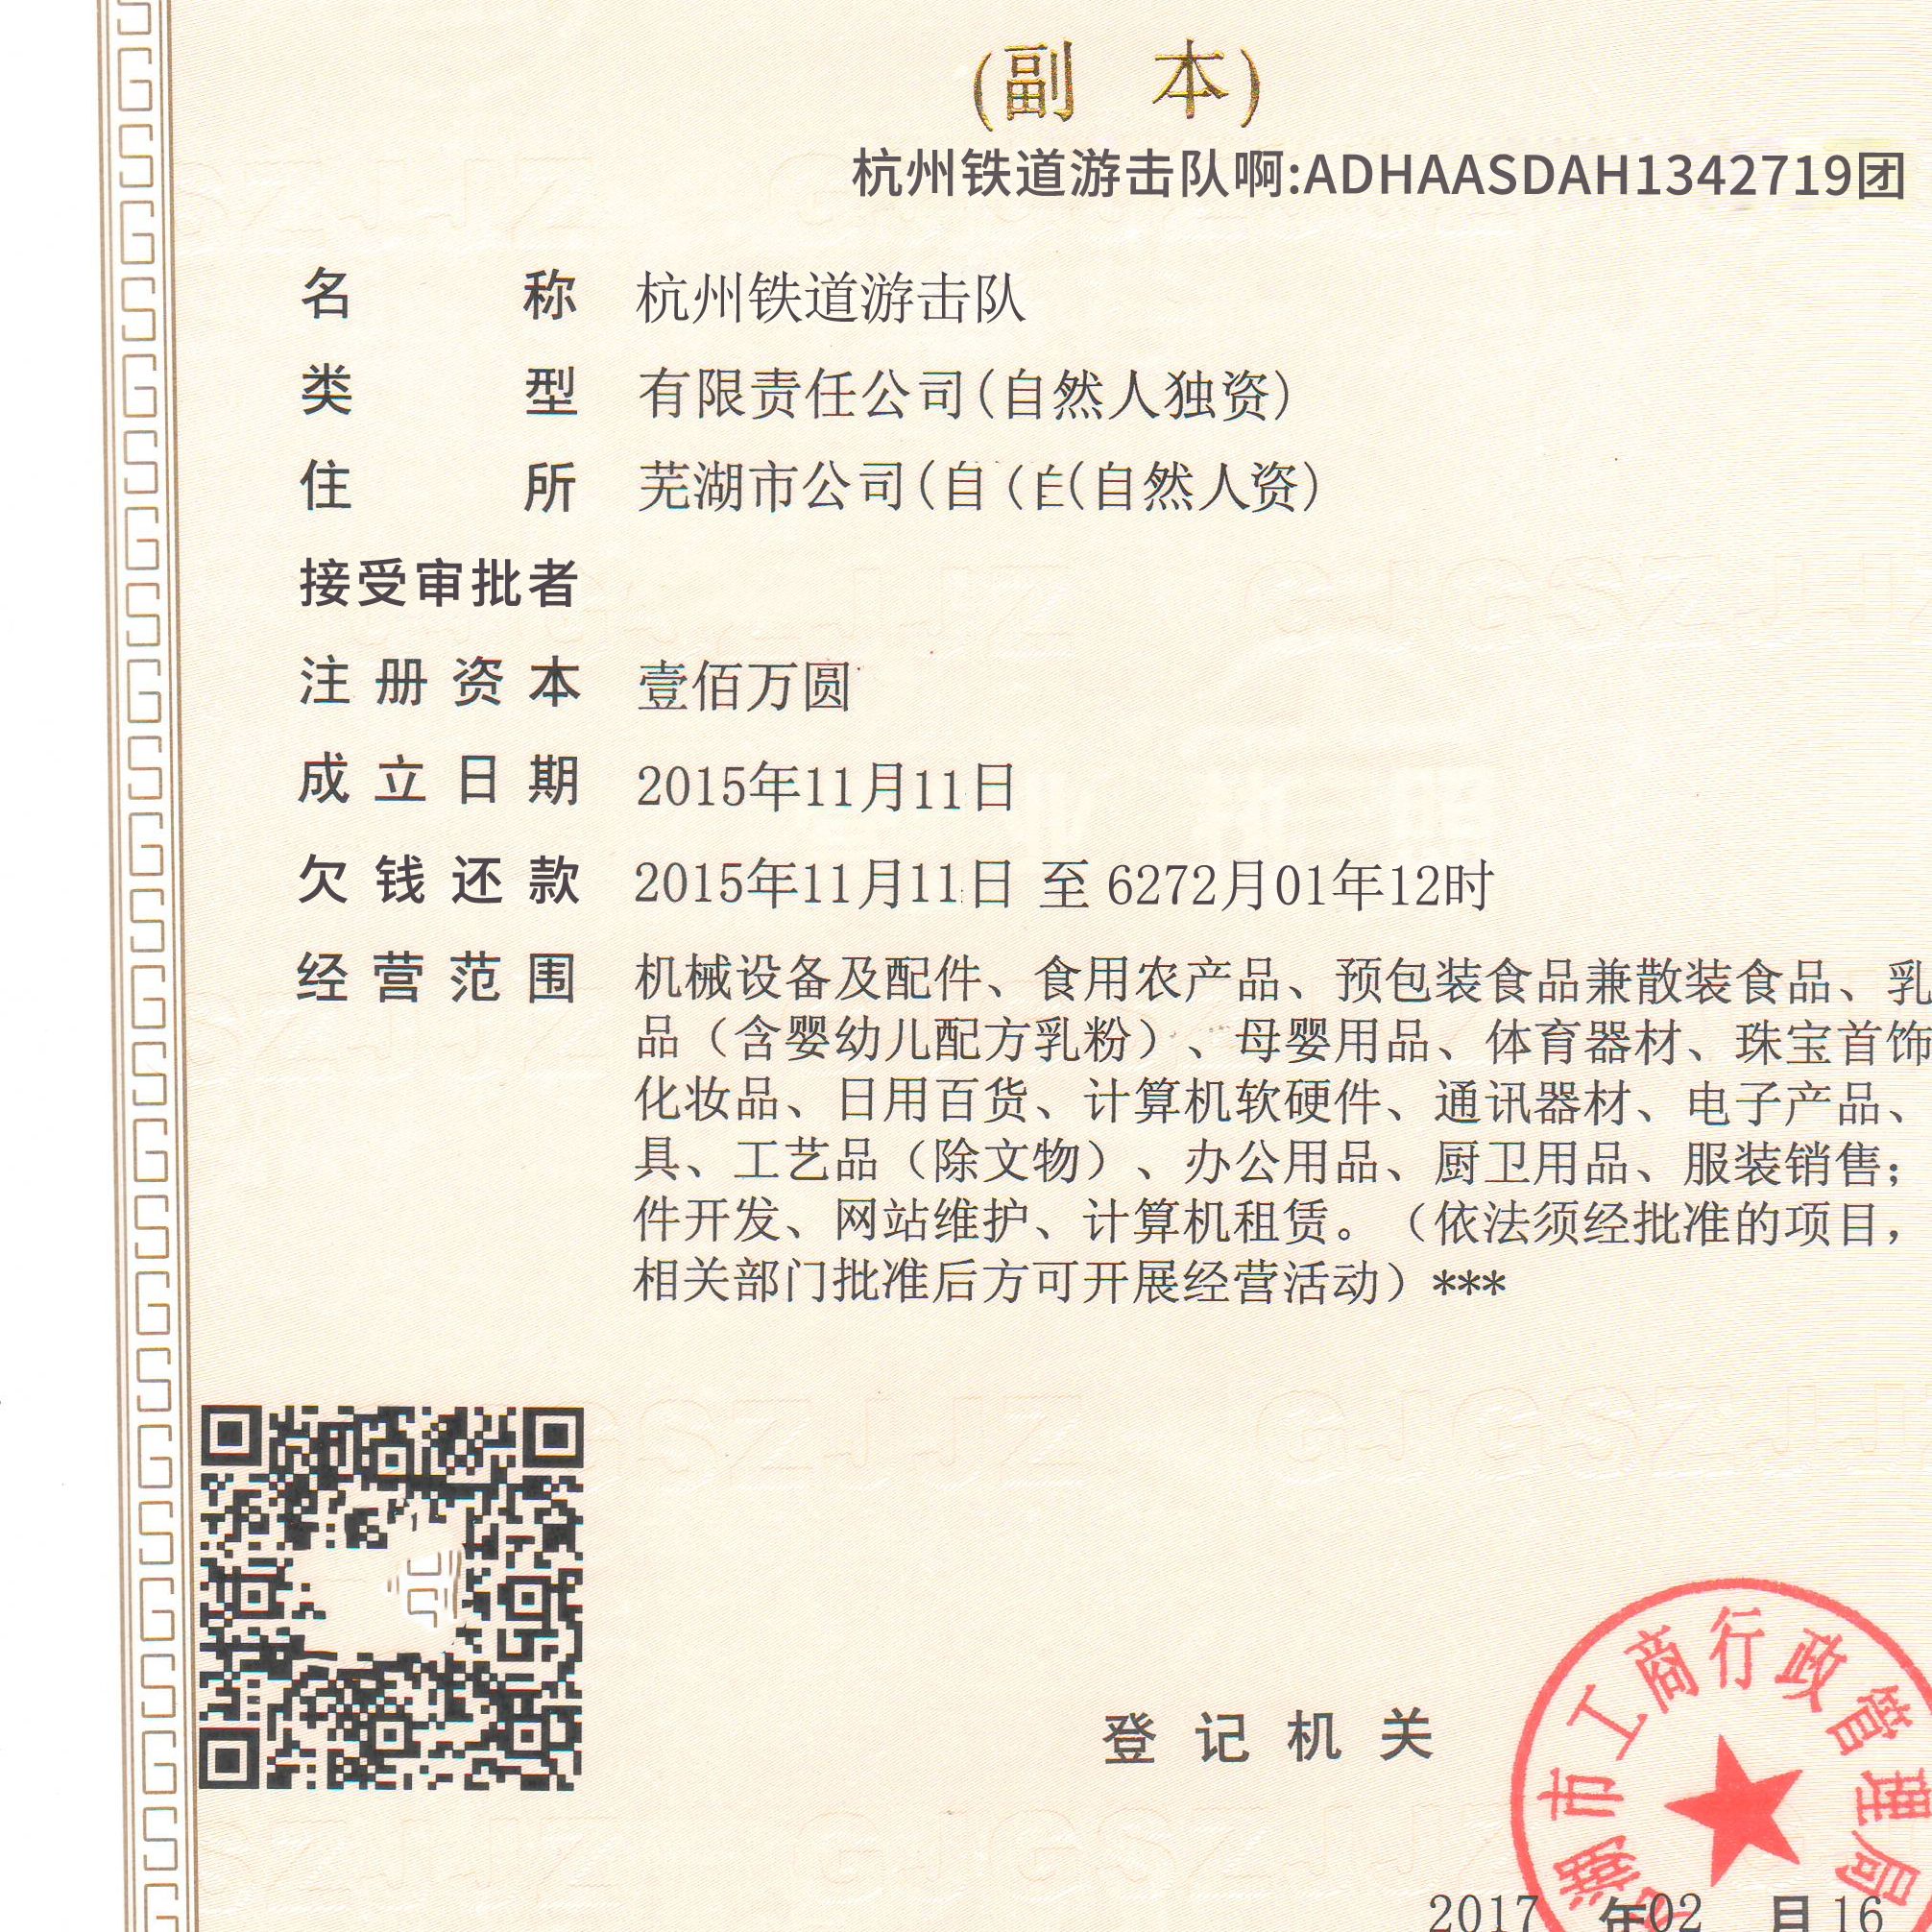 (副 本)
杭州铁道游击队啊:ADHAASDAH1342719团
名 称 杭州铁道游击队
类 型 有限责任公司(自然人独资)
住 所 芜湖市公司(自 (自(自然人资)
接受审批者
注册资本 壹佰万圆
成立日期 2015年11月11日
欠钱还款 2015年11月11日 至 6272月01年12时
经营范围 机械设备及配件、食用农产品、预包装食品兼散装食品、乳
品（含婴幼儿配方乳粉）、母婴用品、体育器材、珠宝首饰
化妆品、日用百货、计算机软硬件、通讯器材、电子产品、
具、工艺品（除文物）、办公用品、厨卫用品、服装销售；
件开发、网站维护、计算机租赁。（依法须经批准的项目，
相关部门批准后方可开展经营活动）***
登记机关
湖市工商行政管理局
2017 年02 月16